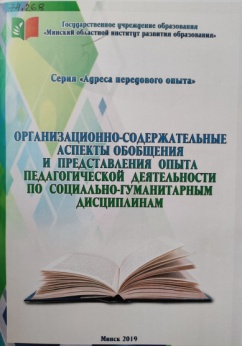 Государственное учреждение образования
«Минский областной институт развития образования»
Серия «Адреса передового опыта»
ОРГАНИЗАЦИОННО-СОДЕРЖАТЕЛЬНЫЕ
АСПЕКТЫ ОБОБЩЕНИЯ
И ПРЕДСТАВЛЕНИЯ ОПЫТА
ПЕДАГОГИЧЕСКОЙ ДЕЯТЕЛЬНОСТИ
ПО СОЦИАЛЬНО-ГУМАНИТАРНЫМ
ДИСЦИПЛИНАМ
Минск 2019